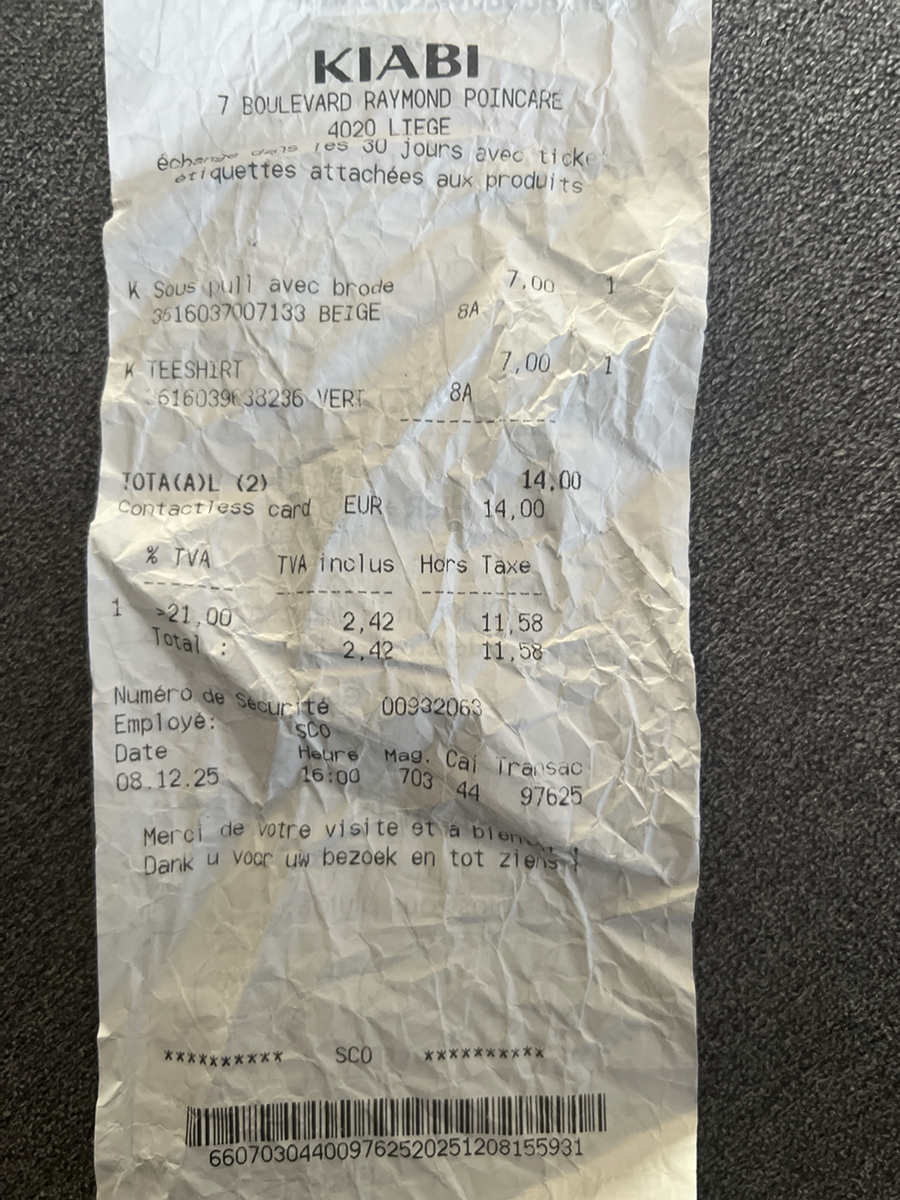 KIABI
7 BOULEVARD RAYMOND POINCARE
4020 LIEGE
échange dans les 30 jours avec ticket
étiquettes attachées aux produits
K Sous pull avec brode 7,00 1
3616037007133 BEIGE 8A
K TEESHIRT 7,00 1
VERT 8A
TOTA(A)L (2) 14,00
Contactless card EUR 14,00
% TVA TVA inclus Hors Taxe
1 >21,00 2,42 11,58
Total : 2,42 11,58
Numéro de Sécurité 00932063
Employé: SCO
Date Heure Mag. Cai Transac
08.12.25 16:00 703 44 97625
Merci de votre visite et à
Dank u voor uw bezoek en tot ziens !
********** SCO **********
6607030440097625202512081559​31